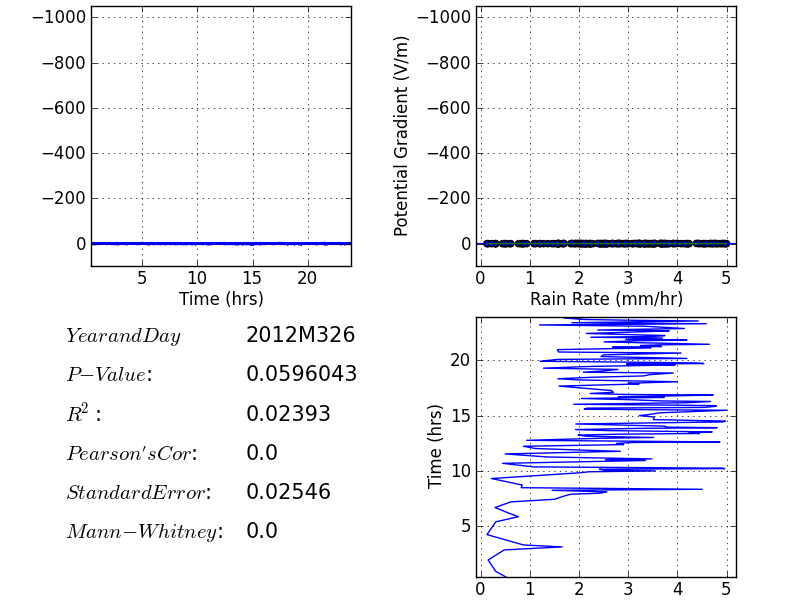 −1000
−800
−600
−400
−200
0
5 10 15 20
Time (hrs)
−1000
−800
−600
−400
−200
0
Potential Gradient (V/m)
0 1 2 3 4 5
Rain Rate (mm/hr)
YearandDay 2012M326
P−Value: 0.0596043
R²: 0.02393
Pearson'sCor: 0.0
StandardError: 0.02546
Mann−Whitney: 0.0
20
15
10
5
Time (hrs)
0 1 2 3 4 5